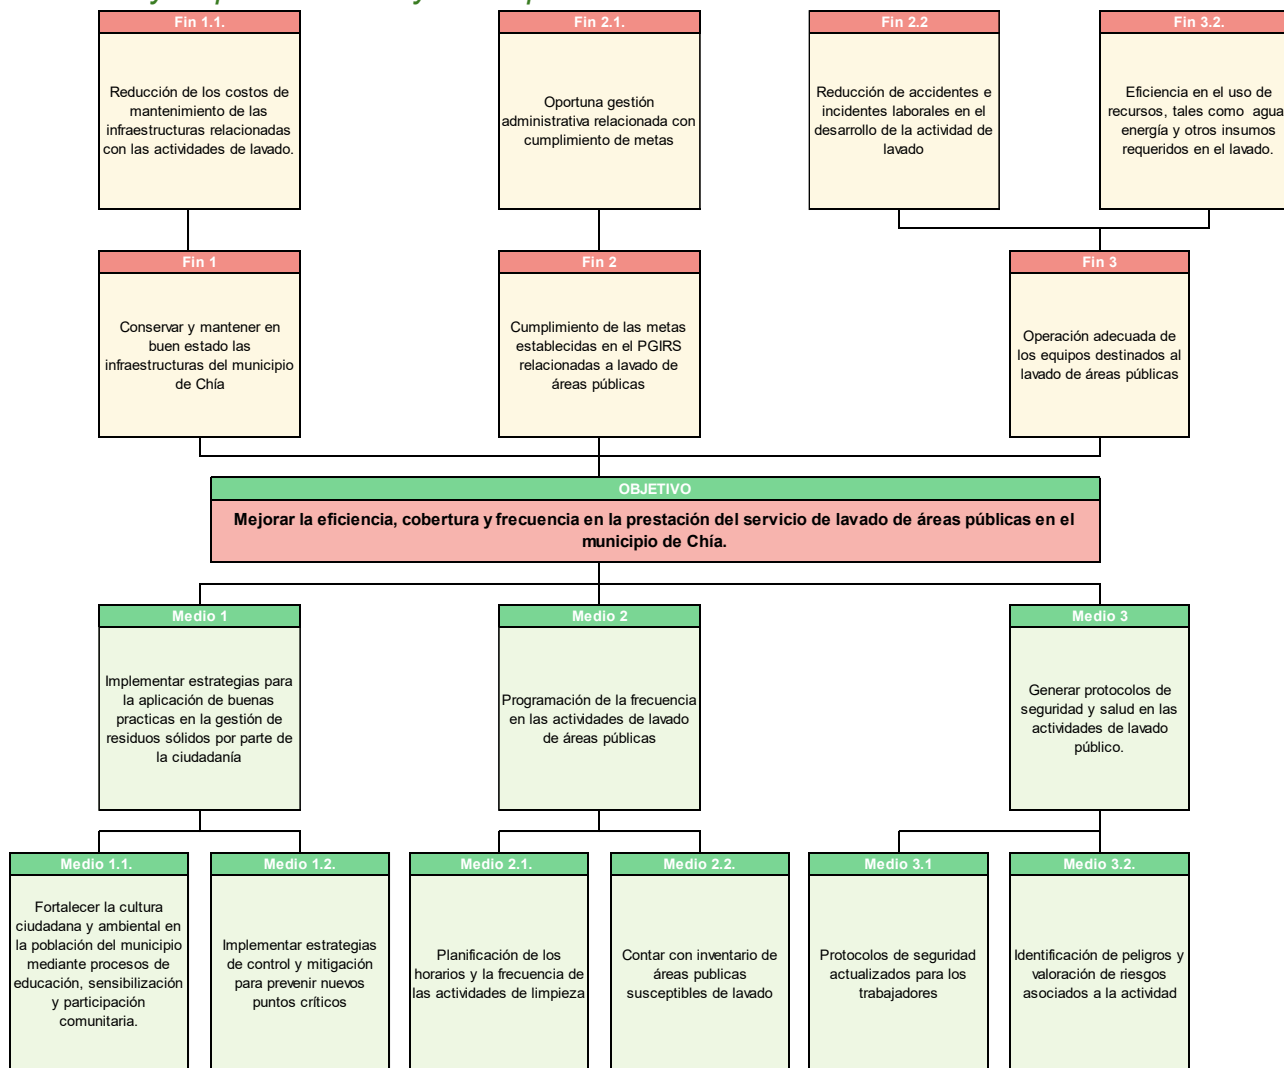 Fin 1.1.
Reducción de los costos de
mantenimiento de las
infraestructuras relacionadas
con las actividades de lavado.
Fin 2.1.
Oportuna gestión
administrativa relacionada con
cumplimiento de metas
Fin 2.2
Reducción de accidentes e
incidentes laborales en el
desarrollo de la actividad de
lavado
Fin 3.2.
Eficiencia en el uso de
recursos, tales como agua
energía y otros insumos
requeridos en el lavado.
Fin 1
Conservar y mantener en
buen estado las
infraestructuras del municipio
de Chía
Fin 2
Cumplimiento de las metas
establecidas en el PGIRS
relacionadas a lavado de
áreas públicas
Fin 3
Operación adecuada de
los equipos destinados al
lavado de áreas públicas
OBJETIVO
Mejorar la eficiencia, cobertura y frecuencia en la prestación del servicio de lavado de áreas públicas en el
municipio de Chía.
Medio 1
Implementar estrategias para
la aplicación de buenas
practicas en la gestión de
residuos sólidos por parte de
la ciudadanía
Medio 2
Programación de la frecuencia
en las actividades de lavado
de áreas públicas
Medio 3
Generar protocolos de
seguridad y salud en las
actividades de lavado
público.
Medio 1.1.
Fortalecer la cultura
ciudadana y ambiental en
la población del municipio
mediante procesos de
educación, sensibilización
y participación
comunitaria.
Medio 1.2.
Implementar estrategias
de control y mitigación
para prevenir nuevos
puntos críticos
Medio 2.1.
Planificación de los
horarios y la frecuencia de
las actividades de limpieza
Medio 2.2.
Contar con inventario de
áreas publicas
susceptibles de lavado
Medio 3.1
Protocolos de seguridad
actualizados para los
trabajadores
Medio 3.2.
Identificación de peligros y
valoración de riesgos
asociados a la actividad